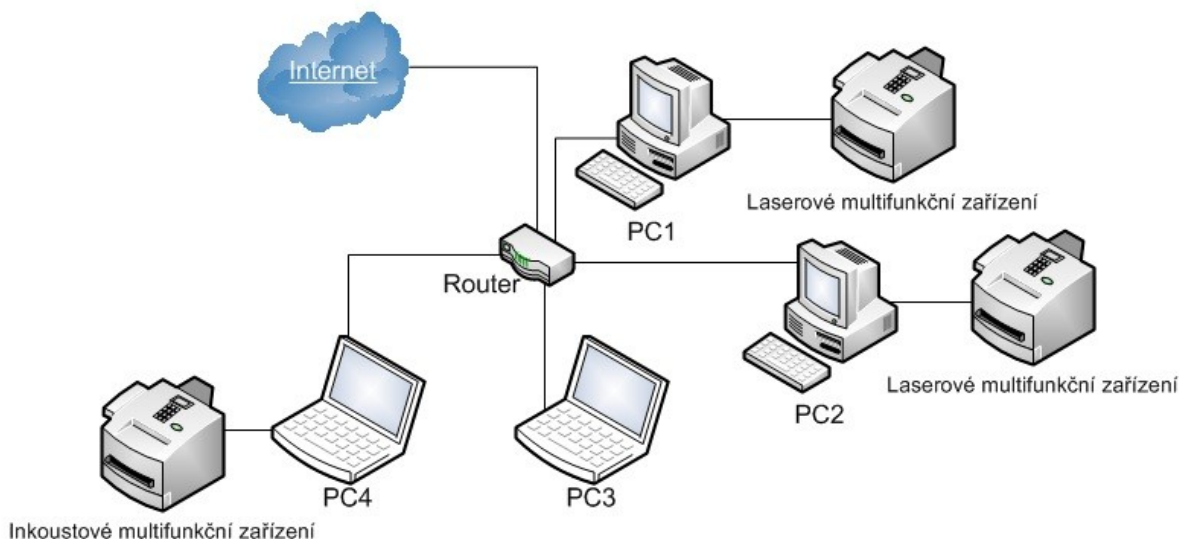 Internet
Laserové multifunkční zařízení
PC1
Router
Laserové multifunkční zařízení
PC2
PC4
PC3
Inkoustové multifunkční zařízení